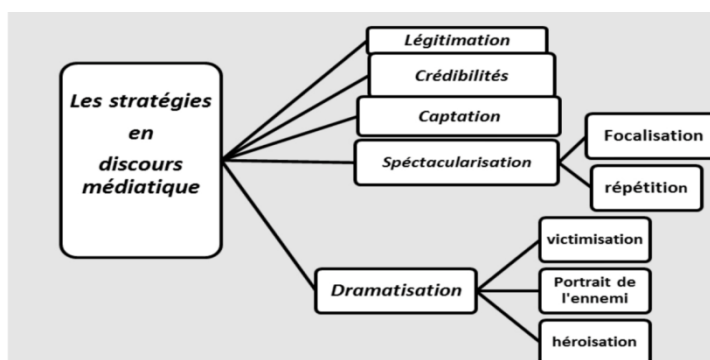 Les stratégies
en
discours
médiatique
Légitimation
Crédibilités
Captation
Spéctacularisation
Focalisation
répétition
Dramatisation
victimisation
Portrait de
l'ennemi
héroisation